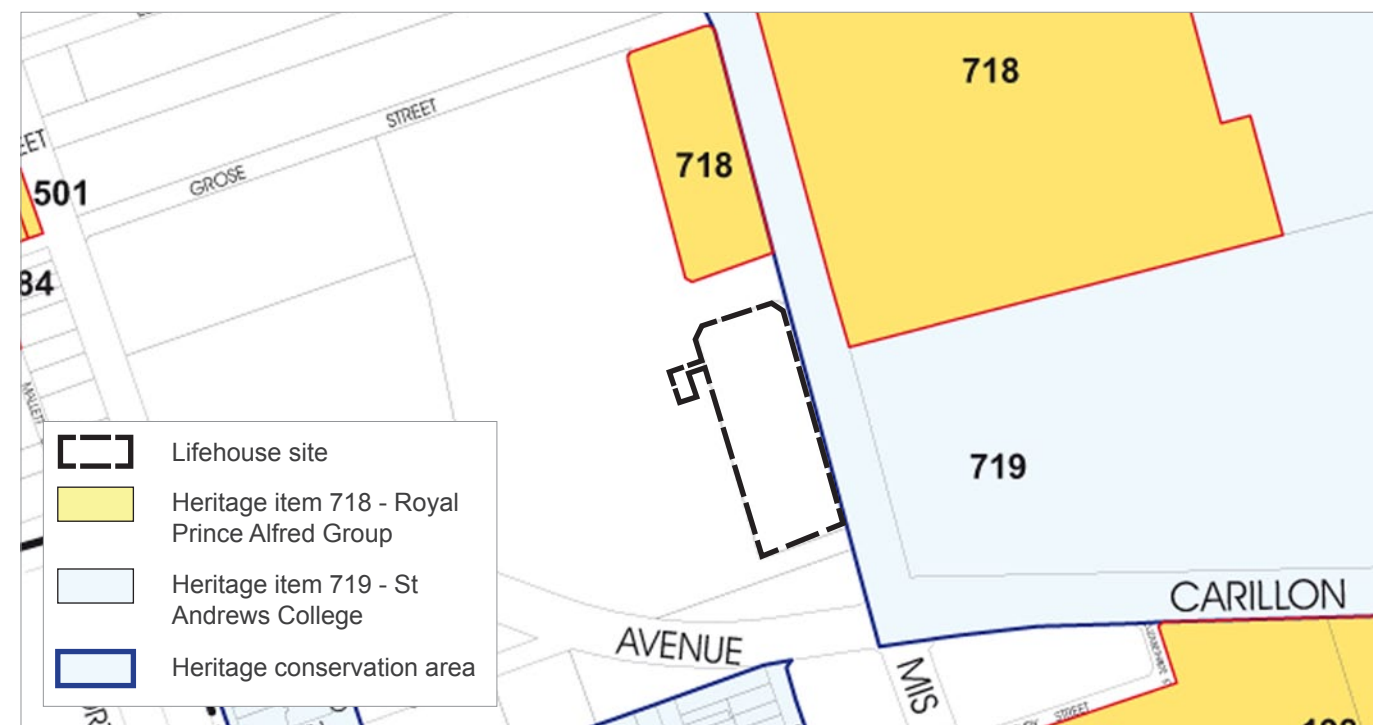 718
STREET
718
GROSE
501
84
719
Lifehouse site
Heritage item 718 - Royal
Prince Alfred Group
Heritage item 719 - St
Andrews College
Heritage conservation area
CARILLON
AVENUE
MIS
STREET